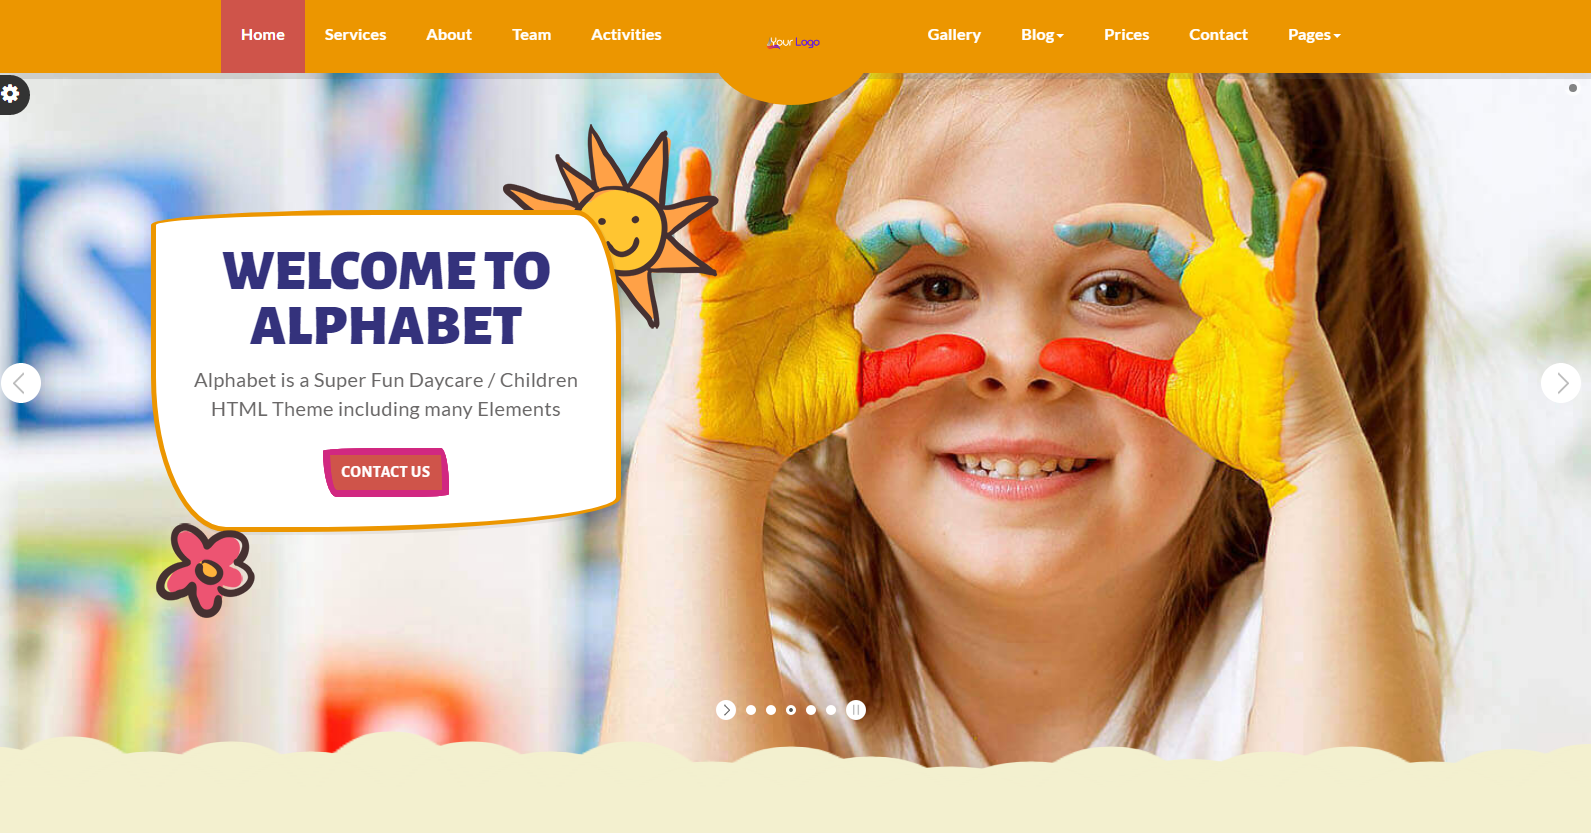 Home Services About Team Activities Your Logo Gallery Blog Prices Contact Pages
WELCOME TO
ALPHABET
Alphabet is a Super Fun Daycare / Children
HTML Theme including many Elements
CONTACT US